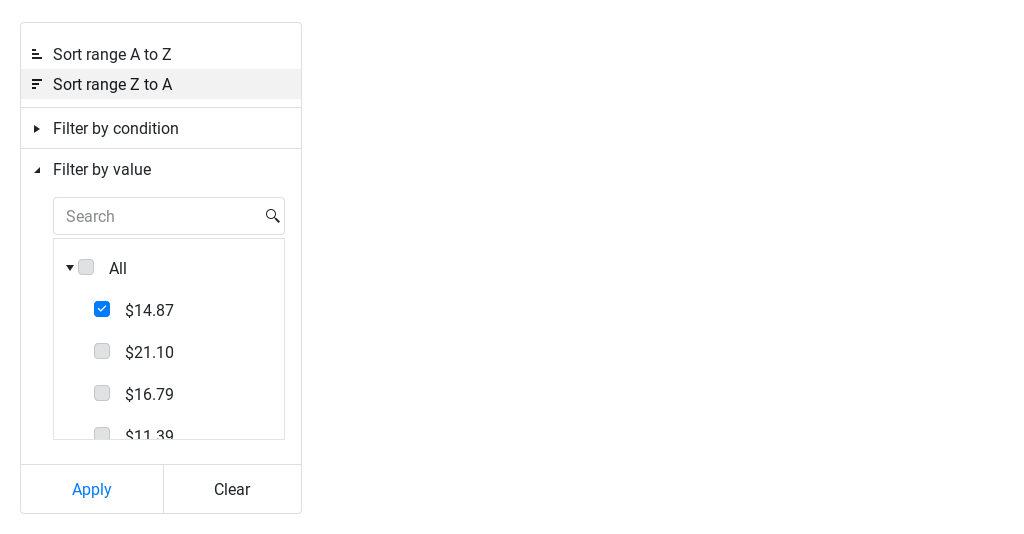 Sort range A to Z
Sort range Z to A
Filter by condition
Filter by value
Search
All
$14.87
$21.10
$16.79
$11.39
Apply
Clear